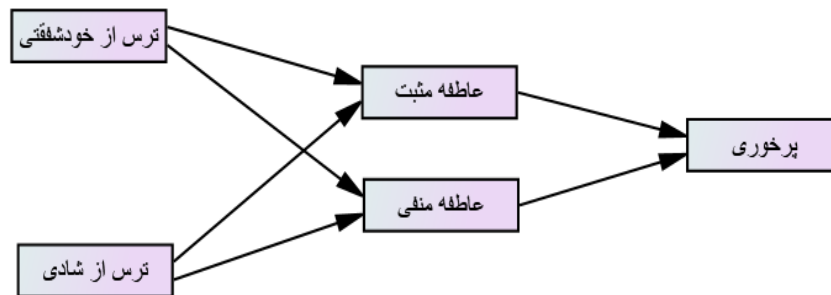 ترس از خودشفقتی
عاطفه مثبت
پرخوری
عاطفه منفی
ترس از شادی